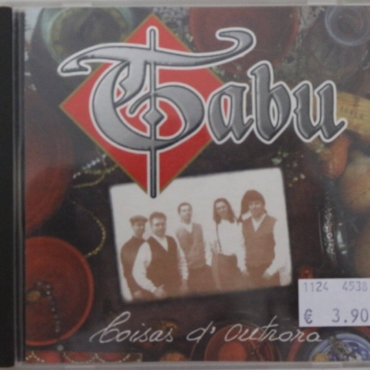 Tabu
Coisas d'outrora
1124 4538
€ 3.90